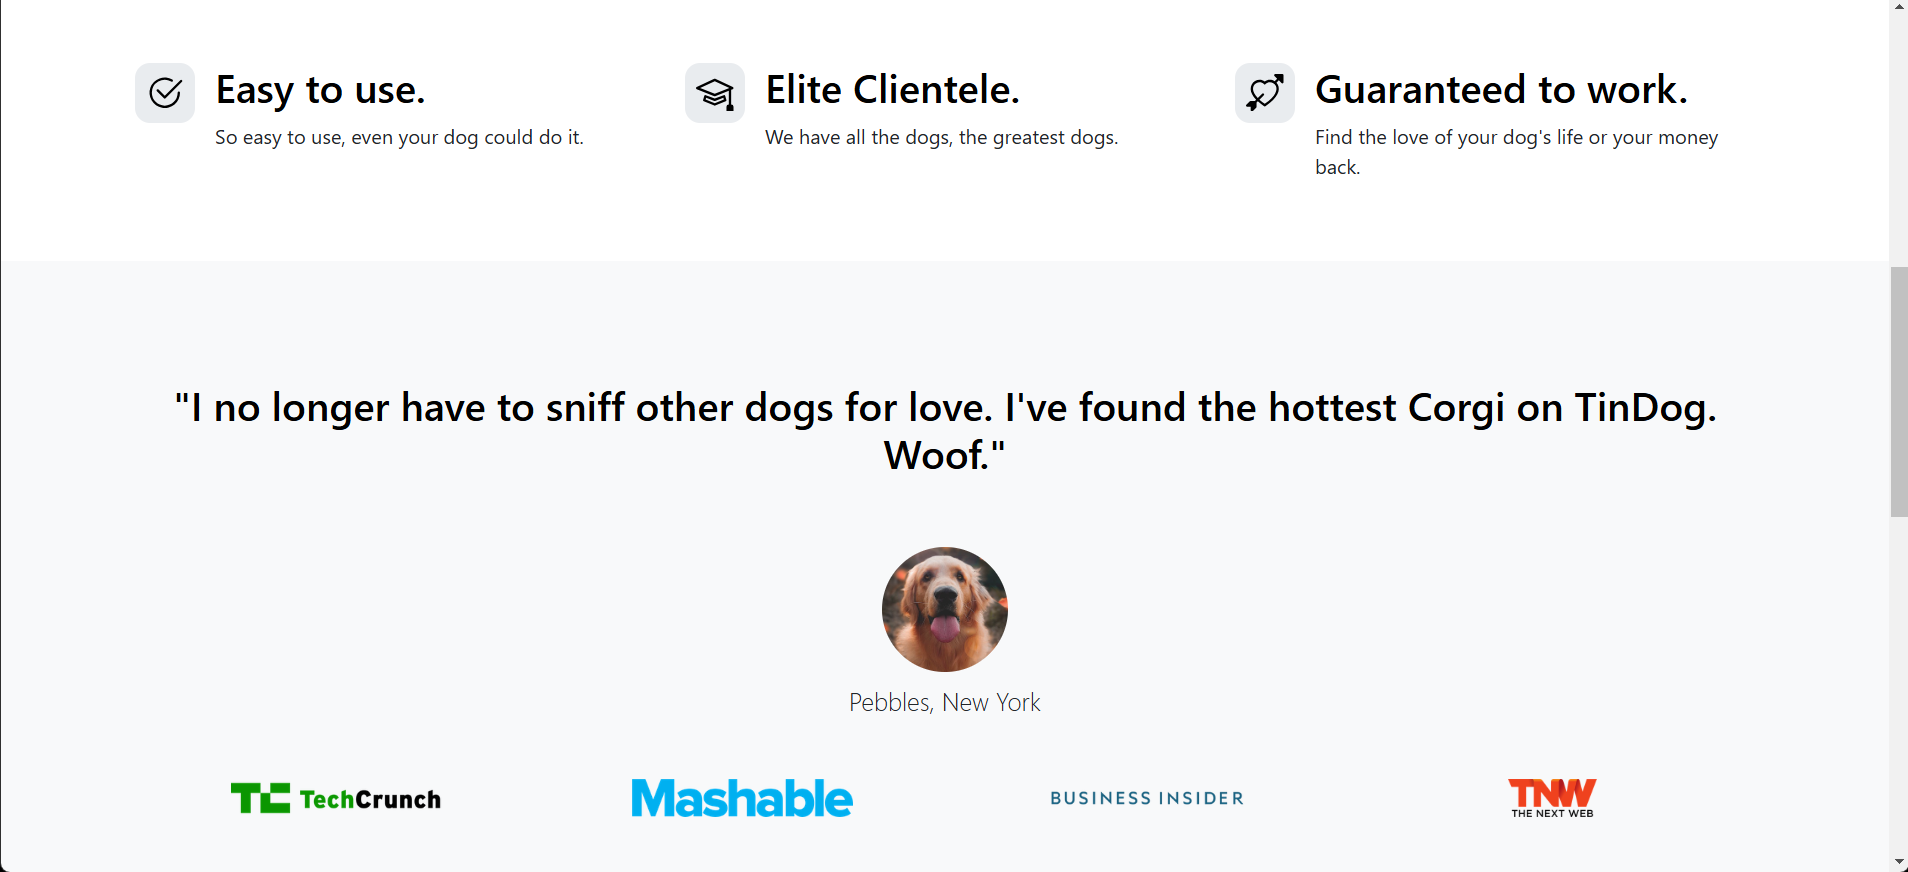 Easy to use.
So easy to use, even your dog could do it.
Elite Clientele.
We have all the dogs, the greatest dogs.
Guaranteed to work.
Find the love of your dog's life or your money
back.
"I no longer have to sniff other dogs for love. I've found the hottest Corgi on TinDog.
Woof."
Pebbles, New York
TC TechCrunch
Mashable
BUSINESS INSIDER
TNW
THE NEXT WEB